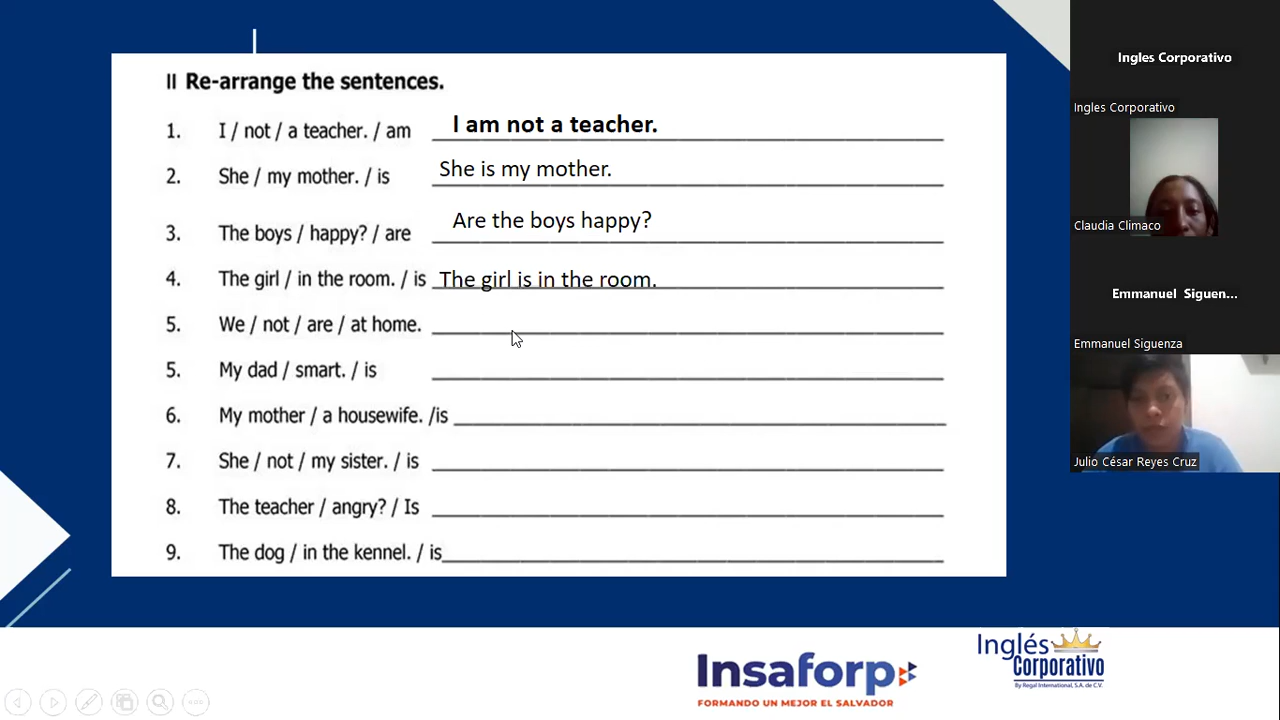 II Re-arrange the sentences.
1. I / not / a teacher. / am I am not a teacher.
2. She / my mother. / is She is my mother.
3. The boys / happy? / are Are the boys happy?
4. The girl / in the room. / is The girl is in the room.
5. We / not / are / at home.
5. My dad / smart. / is
6. My mother / a housewife. /is
7. She / not / my sister. / is
8. The teacher / angry? / Is
9. The dog / in the kennel. / is
Insaforp
FORMANDO UN MEJOR EL SALVADOR
Inglés
Corporativo
By Regal International, S.A. de C.V.
Ingles Corporativo
Ingles Corporativo
Claudia Climaco
Emmanuel Siguen...
Emmanuel Siguenza
Julio César Reyes Cruz